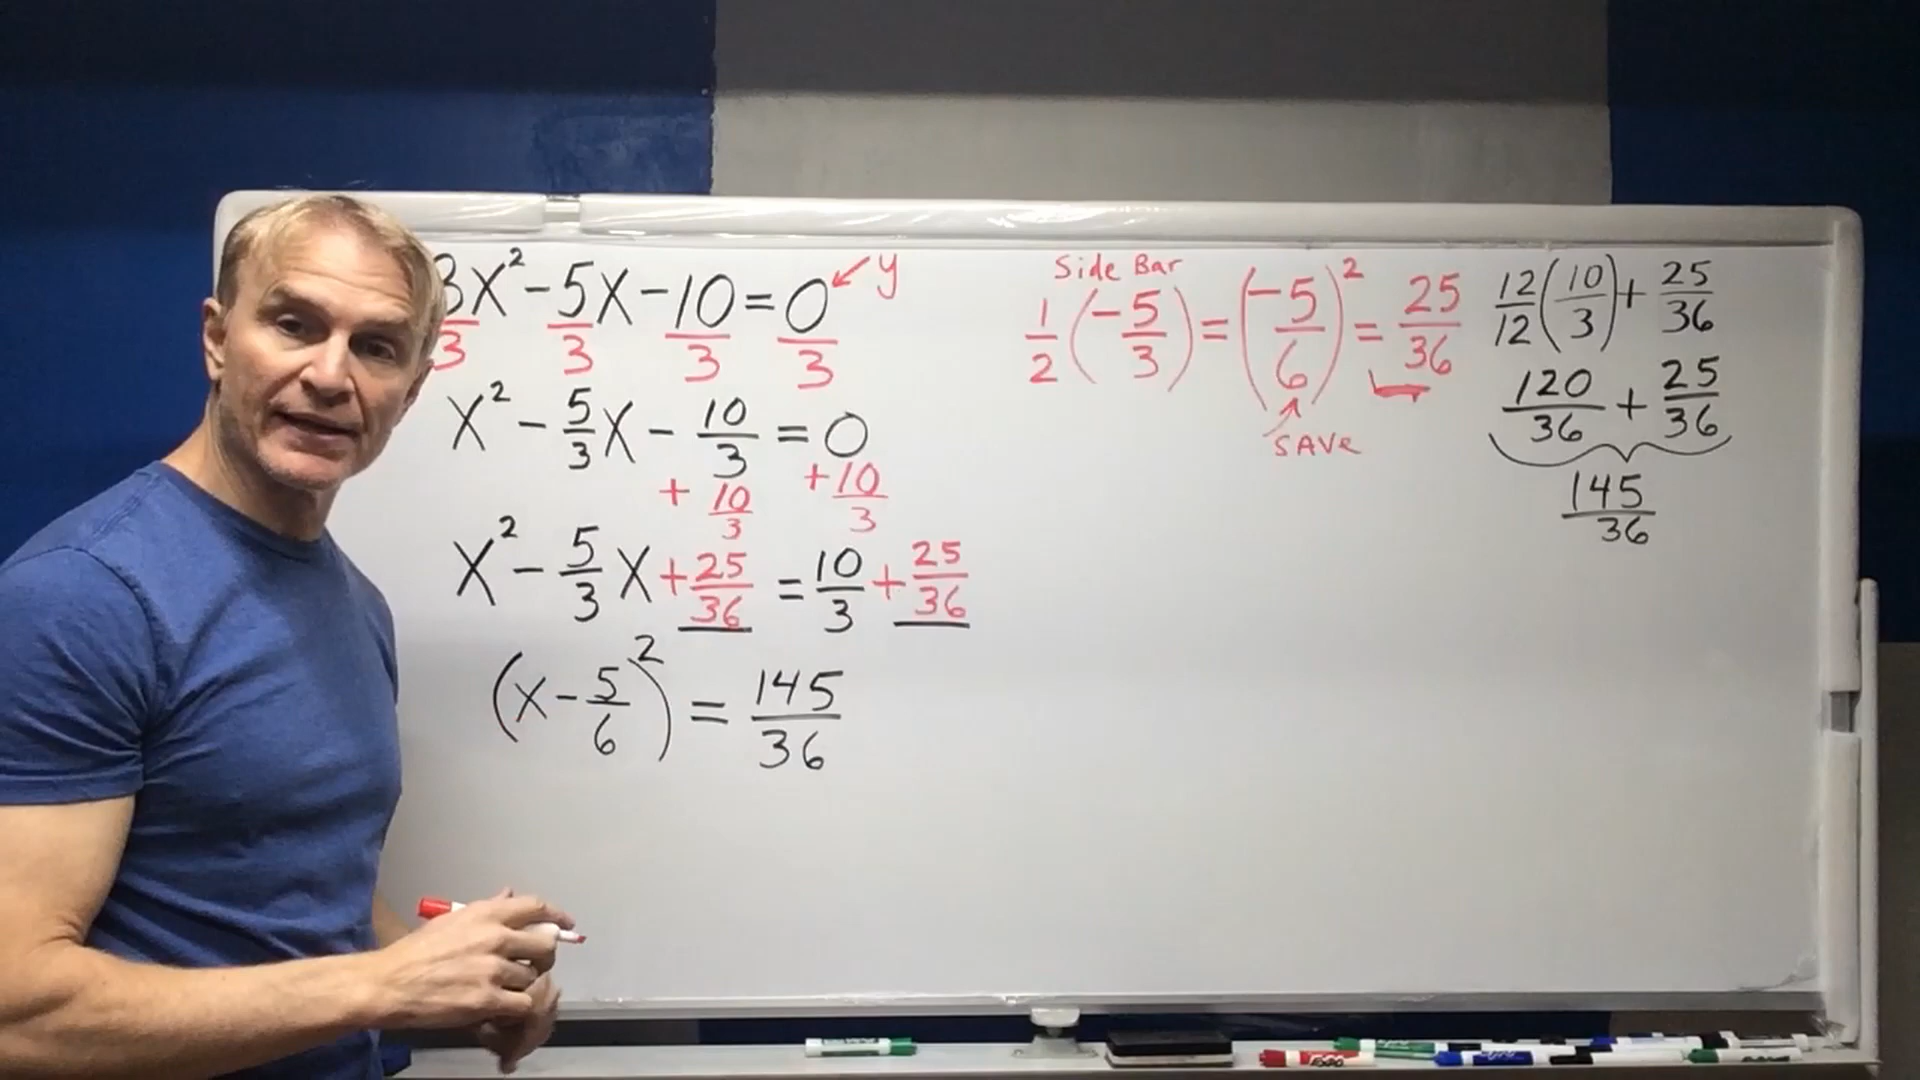 3x² - 5x - 10 = 0 ↙ y
3 3 3 3
x² - 5/3 x - 10/3 = 0
+ 10/3 + 10/3
x² - 5/3 x + 25/36 = 10/3 + 25/36
(x - 5/6)² = 145/36
Side Bar
1/2 (-5/3) = (-5/6)² = 25/36
SAVe
12/12 (10/3) + 25/36
120/36 + 25/36
145/36
EXPO